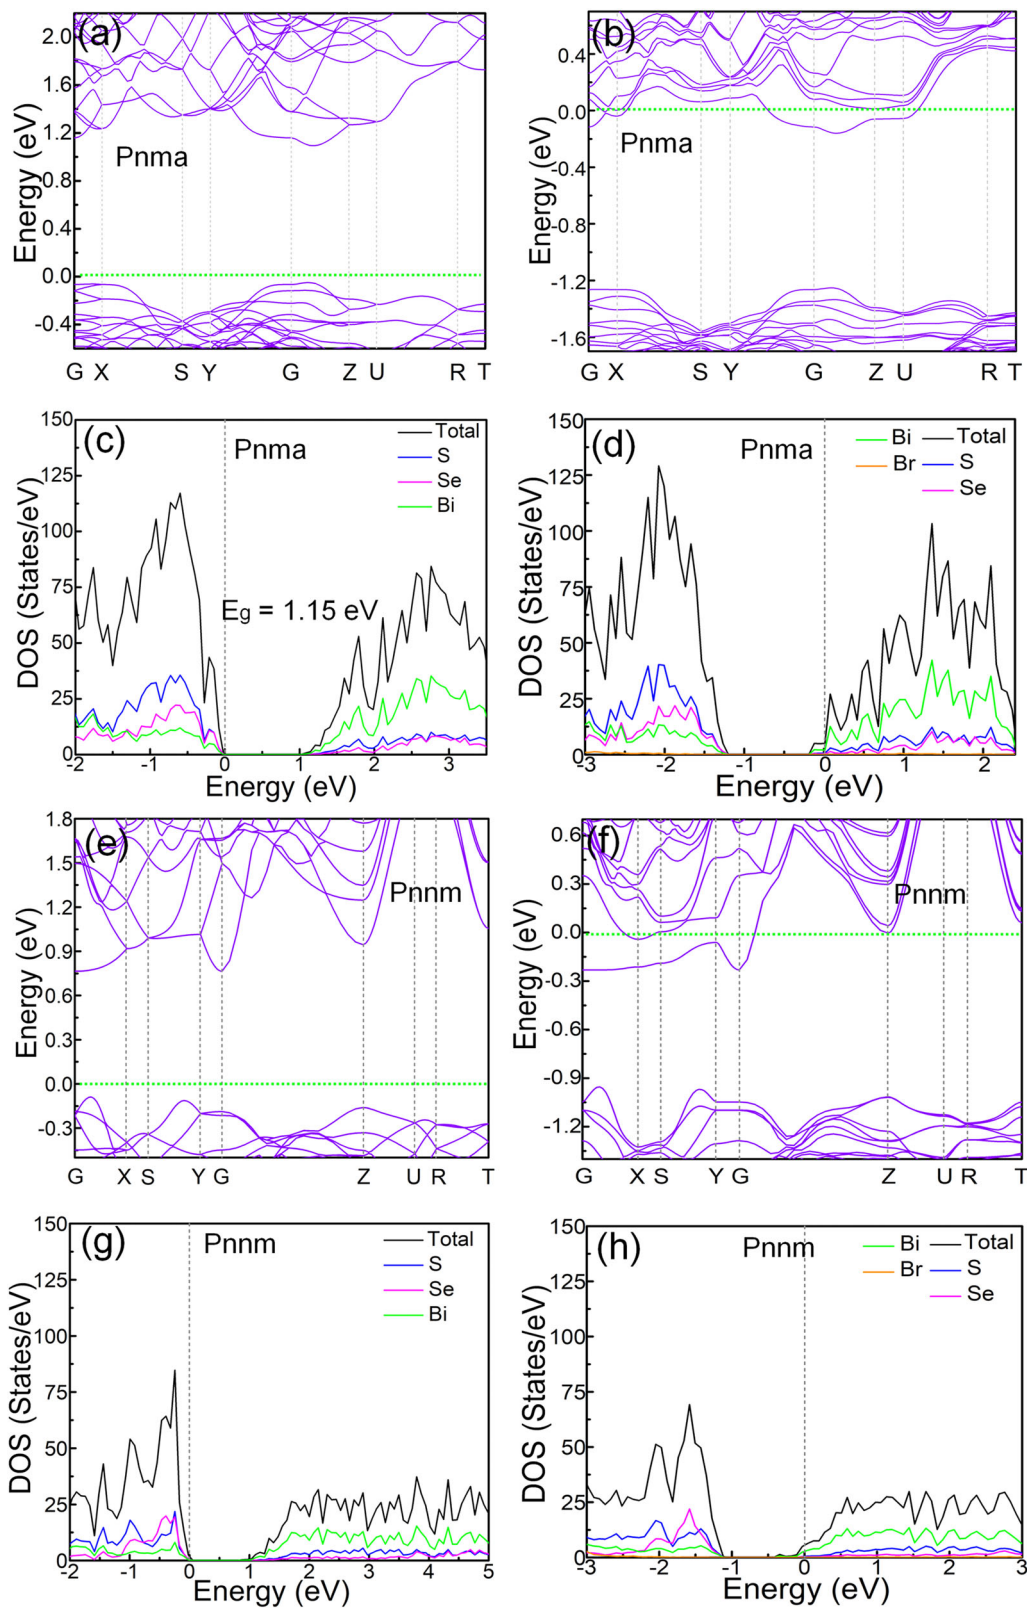 (a)
2.0
1.6
1.2
0.8
0.4
0.0
-0.4
Energy (eV)
Pnma
G X S Y G Z U R T
(b)
0.4
0.0
-0.4
-0.8
-1.2
-1.6
Energy (eV)
Pnma
G X S Y G Z U R T
(c)
150
125
100
75
50
25
0
DOS (States/eV)
Pnma
Total
S
Se
Bi
Eg = 1.15 eV
-2 -1 0 1 2 3
Energy (eV)
(d)
150
125
100
75
50
25
0
DOS (States/eV)
Pnma
Bi Total
Br S
Se
-3 -2 -1 0 1 2
Energy (eV)
(e)
1.8
1.5
1.2
0.9
0.6
0.3
0.0
-0.3
Energy (eV)
Pnnm
G X S Y G Z U R T
(f)
0.6
0.3
0.0
-0.3
-0.6
-0.9
-1.2
Energy (eV)
Pnnm
G X S Y G Z U R T
(g)
150
125
100
75
50
25
0
DOS (States/eV)
Pnnm
Total
S
Se
Bi
-2 -1 0 1 2 3 4 5
Energy (eV)
(h)
150
125
100
75
50
25
0
DOS (States/eV)
Pnnm
Bi Total
Br S
Se
-3 -2 -1 0 1 2 3
Energy (eV)